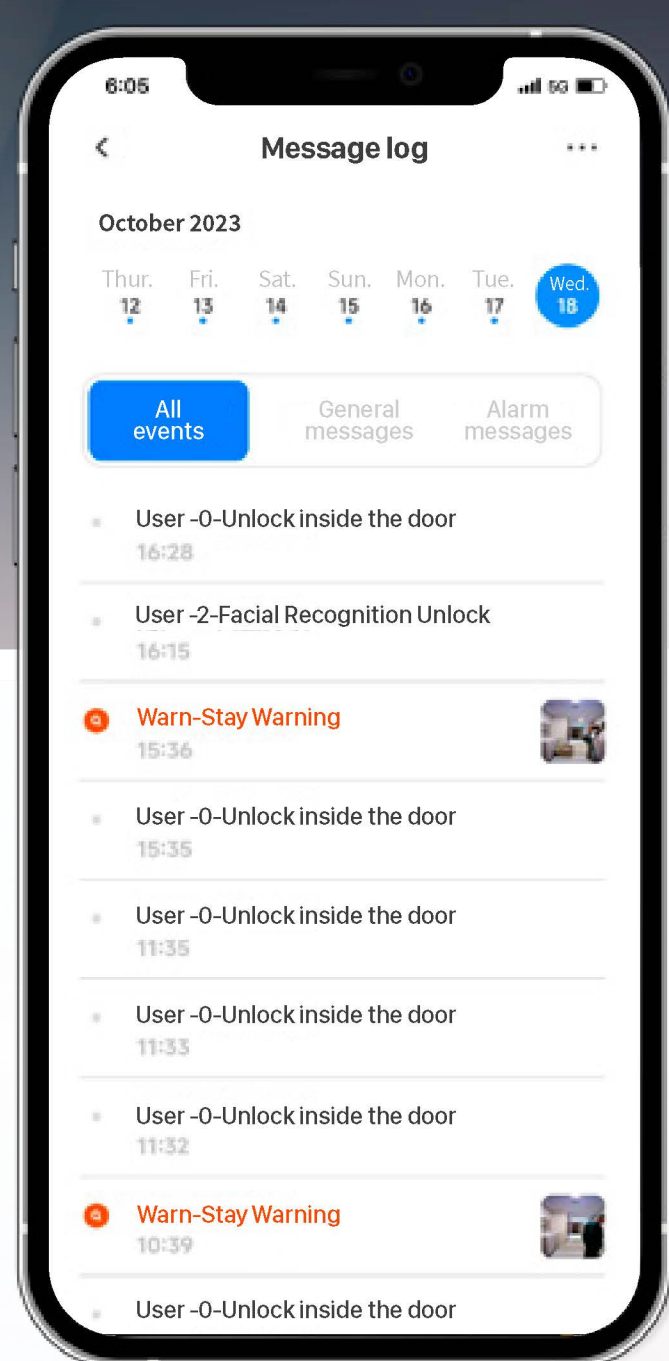 6:05
5G
Message log
October 2023
Thur. Fri. Sat. Sun. Mon. Tue. Wed.
12 13 14 15 16 17 18
All events
General messages
Alarm messages
User -0-Unlock inside the door
16:28
User -2-Facial Recognition Unlock
16:15
Warn-Stay Warning
15:36
User -0-Unlock inside the door
15:35
User -0-Unlock inside the door
11:35
User -0-Unlock inside the door
11:33
User -0-Unlock inside the door
11:32
Warn-Stay Warning
10:39
User -0-Unlock inside the door